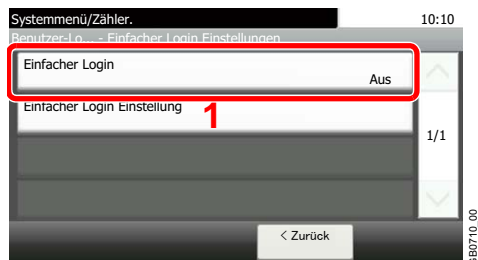 Systemmenü/Zähler. 10:10
Benutzer-Lo... - Einfacher Login Einstellungen
Einfacher Login
Aus
Einfacher Login Einstellung
1
1/1
< Zurück
GB0710_00